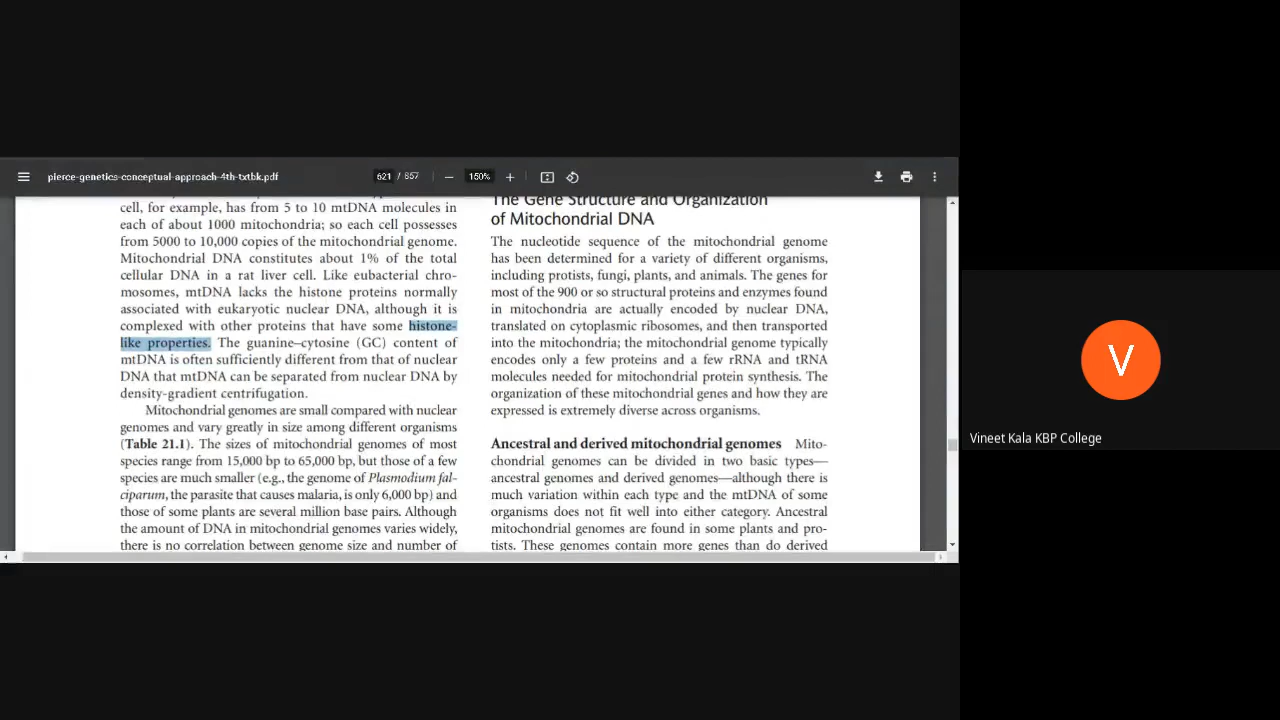 pierce-genetics-conceptual-approach-4th-txtbk.pdf
621 / 857
150%
cell, for example, has from 5 to 10 mtDNA molecules in
each of about 1000 mitochondria; so each cell possesses
from 5000 to 10,000 copies of the mitochondrial genome.
Mitochondrial DNA constitutes about 1% of the total
cellular DNA in a rat liver cell. Like eubacterial chro-
mosomes, mtDNA lacks the histone proteins normally
associated with eukaryotic nuclear DNA, although it is
complexed with other proteins that have some histone-
like properties. The guanine–cytosine (GC) content of
mtDNA is often sufficiently different from that of nuclear
DNA that mtDNA can be separated from nuclear DNA by
density-gradient centrifugation.
Mitochondrial genomes are small compared with nuclear
genomes and vary greatly in size among different organisms
(Table 21.1). The sizes of mitochondrial genomes of most
species range from 15,000 bp to 65,000 bp, but those of a few
species are much smaller (e.g., the genome of Plasmodium fal-
ciparum, the parasite that causes malaria, is only 6,000 bp) and
those of some plants are several million base pairs. Although
the amount of DNA in mitochondrial genomes varies widely,
there is no correlation between genome size and number of
The Gene Structure and Organization
of Mitochondrial DNA
The nucleotide sequence of the mitochondrial genome
has been determined for a variety of different organisms,
including protists, fungi, plants, and animals. The genes for
most of the 900 or so structural proteins and enzymes found
in mitochondria are actually encoded by nuclear DNA,
translated on cytoplasmic ribosomes, and then transported
into the mitochondria; the mitochondrial genome typically
encodes only a few proteins and a few rRNA and tRNA
molecules needed for mitochondrial protein synthesis. The
organization of these mitochondrial genes and how they are
expressed is extremely diverse across organisms.
Ancestral and derived mitochondrial genomes Mito-
chondrial genomes can be divided in two basic types—
ancestral genomes and derived genomes—although there is
much variation within each type and the mtDNA of some
organisms does not fit well into either category. Ancestral
mitochondrial genomes are found in some plants and pro-
tists. These genomes contain more genes than do derived
V
Vineet Kala KBP College